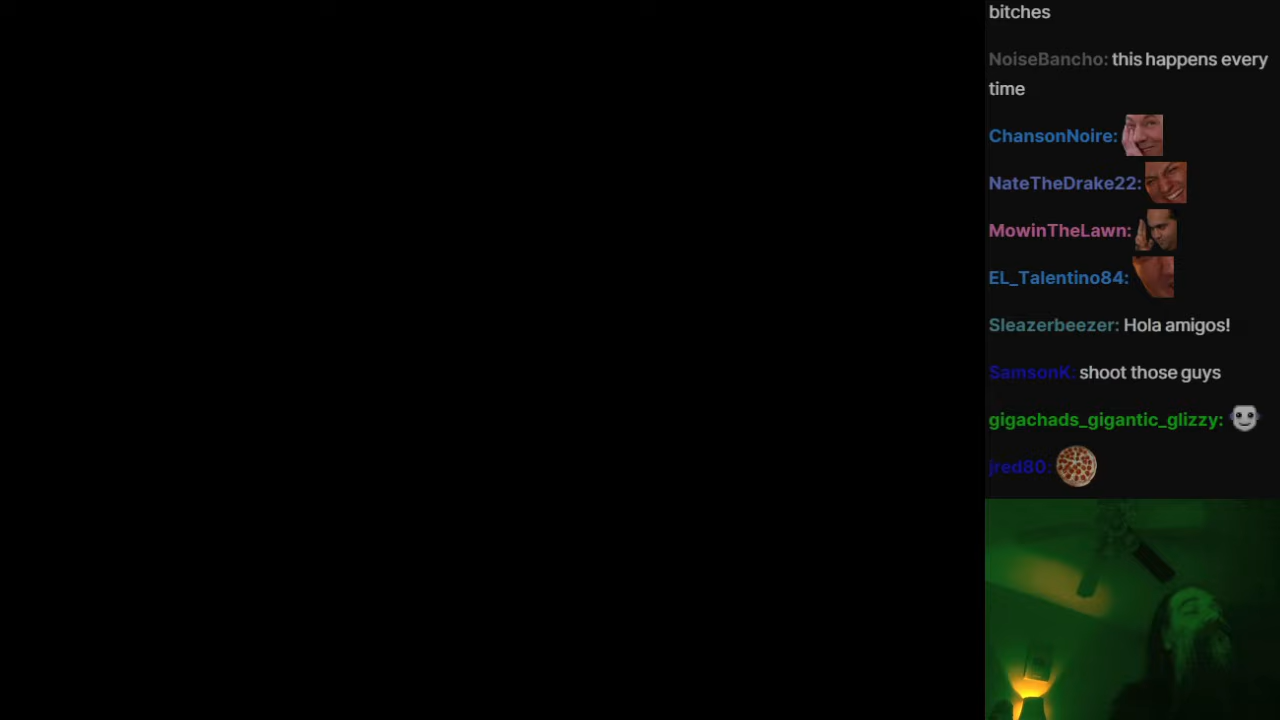 bitches
NoiseBancho: this happens every
time
ChansonNoire:
NateTheDrake22:
MowinTheLawn:
EL_Talentino84:
Sleazerbeezer: Hola amigos!
SamsonK: shoot those guys
gigachads_gigantic_glizzy:
jred80: